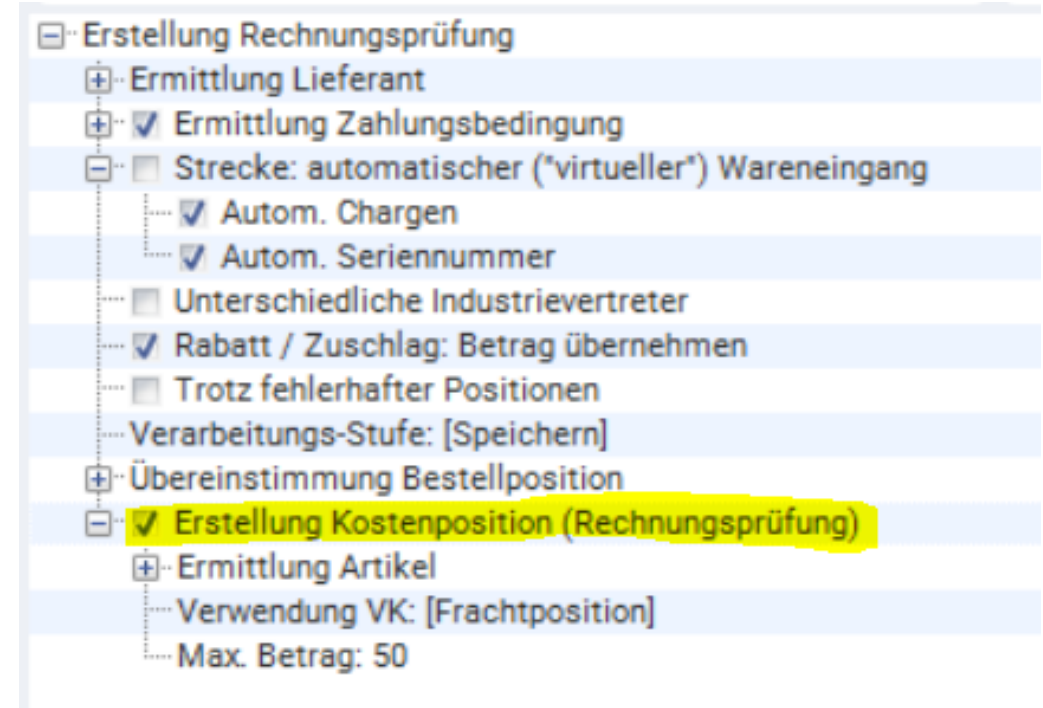 Erstellung Rechnungsprüfung
Ermittlung Lieferant
Ermittlung Zahlungsbedingung
Strecke: automatischer ("virtueller") Wareneingang
Autom. Chargen
Autom. Seriennummer
Unterschiedliche Industrievertreter
Rabatt / Zuschlag: Betrag übernehmen
Trotz fehlerhafter Positionen
Verarbeitungs-Stufe: [Speichern]
Übereinstimmung Bestellposition
Erstellung Kostenposition (Rechnungsprüfung)
Ermittlung Artikel
Verwendung VK: [Frachtposition]
Max. Betrag: 50